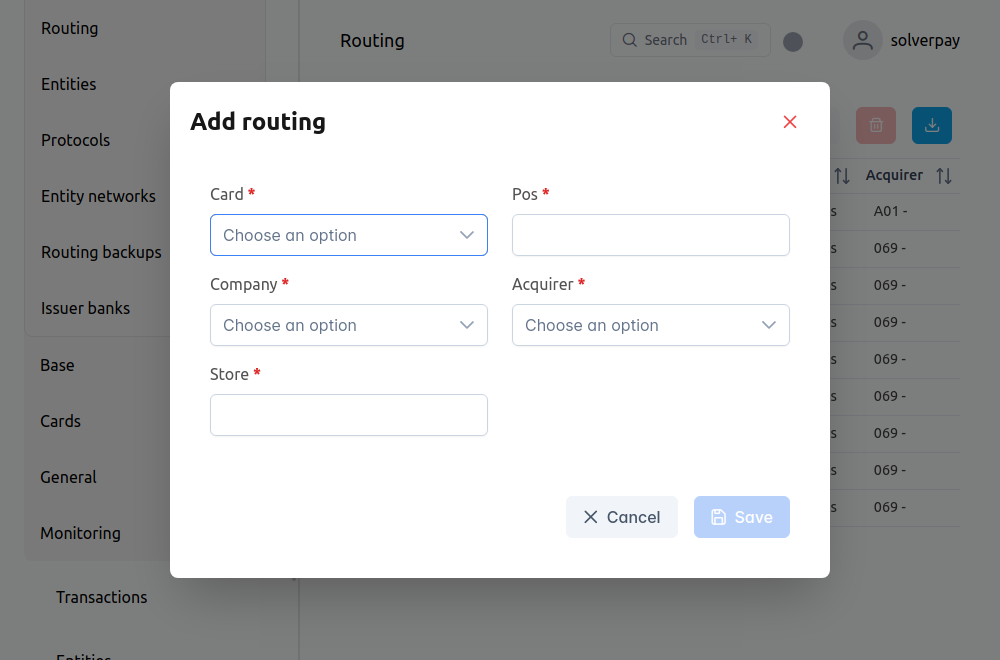 Routing
Entities
Protocols
Entity networks
Routing backups
Issuer banks
Base
Cards
General
Monitoring
Transactions
Entities
Routing
Search Ctrl+ K
solverpay
Add routing
Card *
Choose an option
Pos *
Company *
Choose an option
Acquirer *
Choose an option
Store *
Cancel
Save
Acquirer
s A01 -
s 069 -
s 069 -
s 069 -
s 069 -
s 069 -
s 069 -
s 069 -
s 069 -